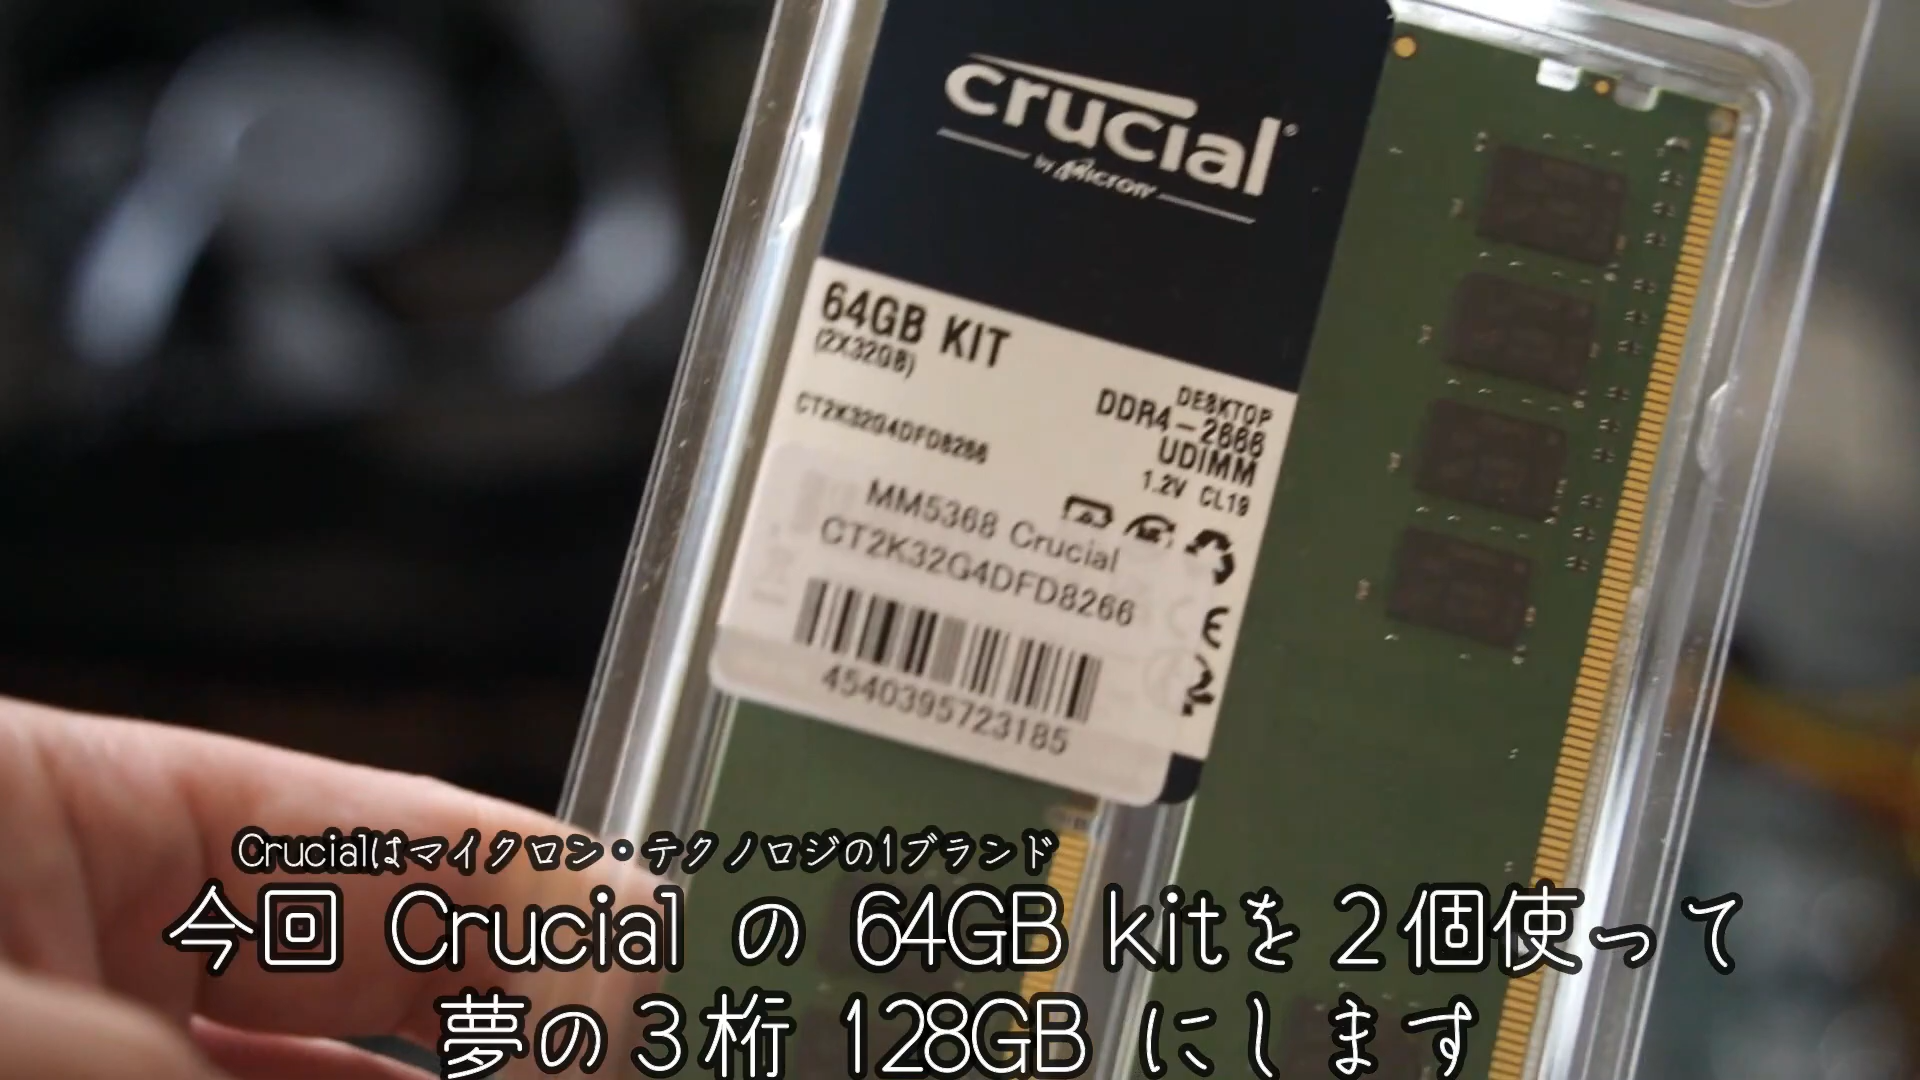 crucial
by Micron
64GB KIT
(2X32GB)
DESKTOP
DDR4-2666
UDIMM
1.2V CL19
CT2K32G4DFD8266
MM5368 Crucial
CT2K32G4DFD8266
4540395723185
Crucialはマイクロン・テクノロジの1ブランド
今回 Crucial の 64GB kitを２個使って
夢の３桁 128GB にします